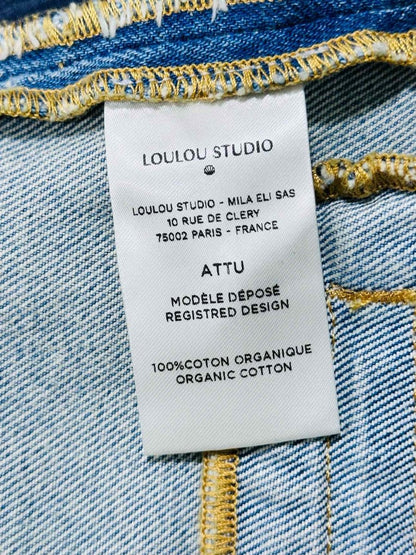 LOULOU STUDIO
LOULOU STUDIO - MILA ELI SAS
10 RUE DE CLERY
75002 PARIS - FRANCE
ATTU
MODÈLE DÉPOSÉ
REGISTRED DESIGN
100%COTON ORGANIQUE
ORGANIC COTTON